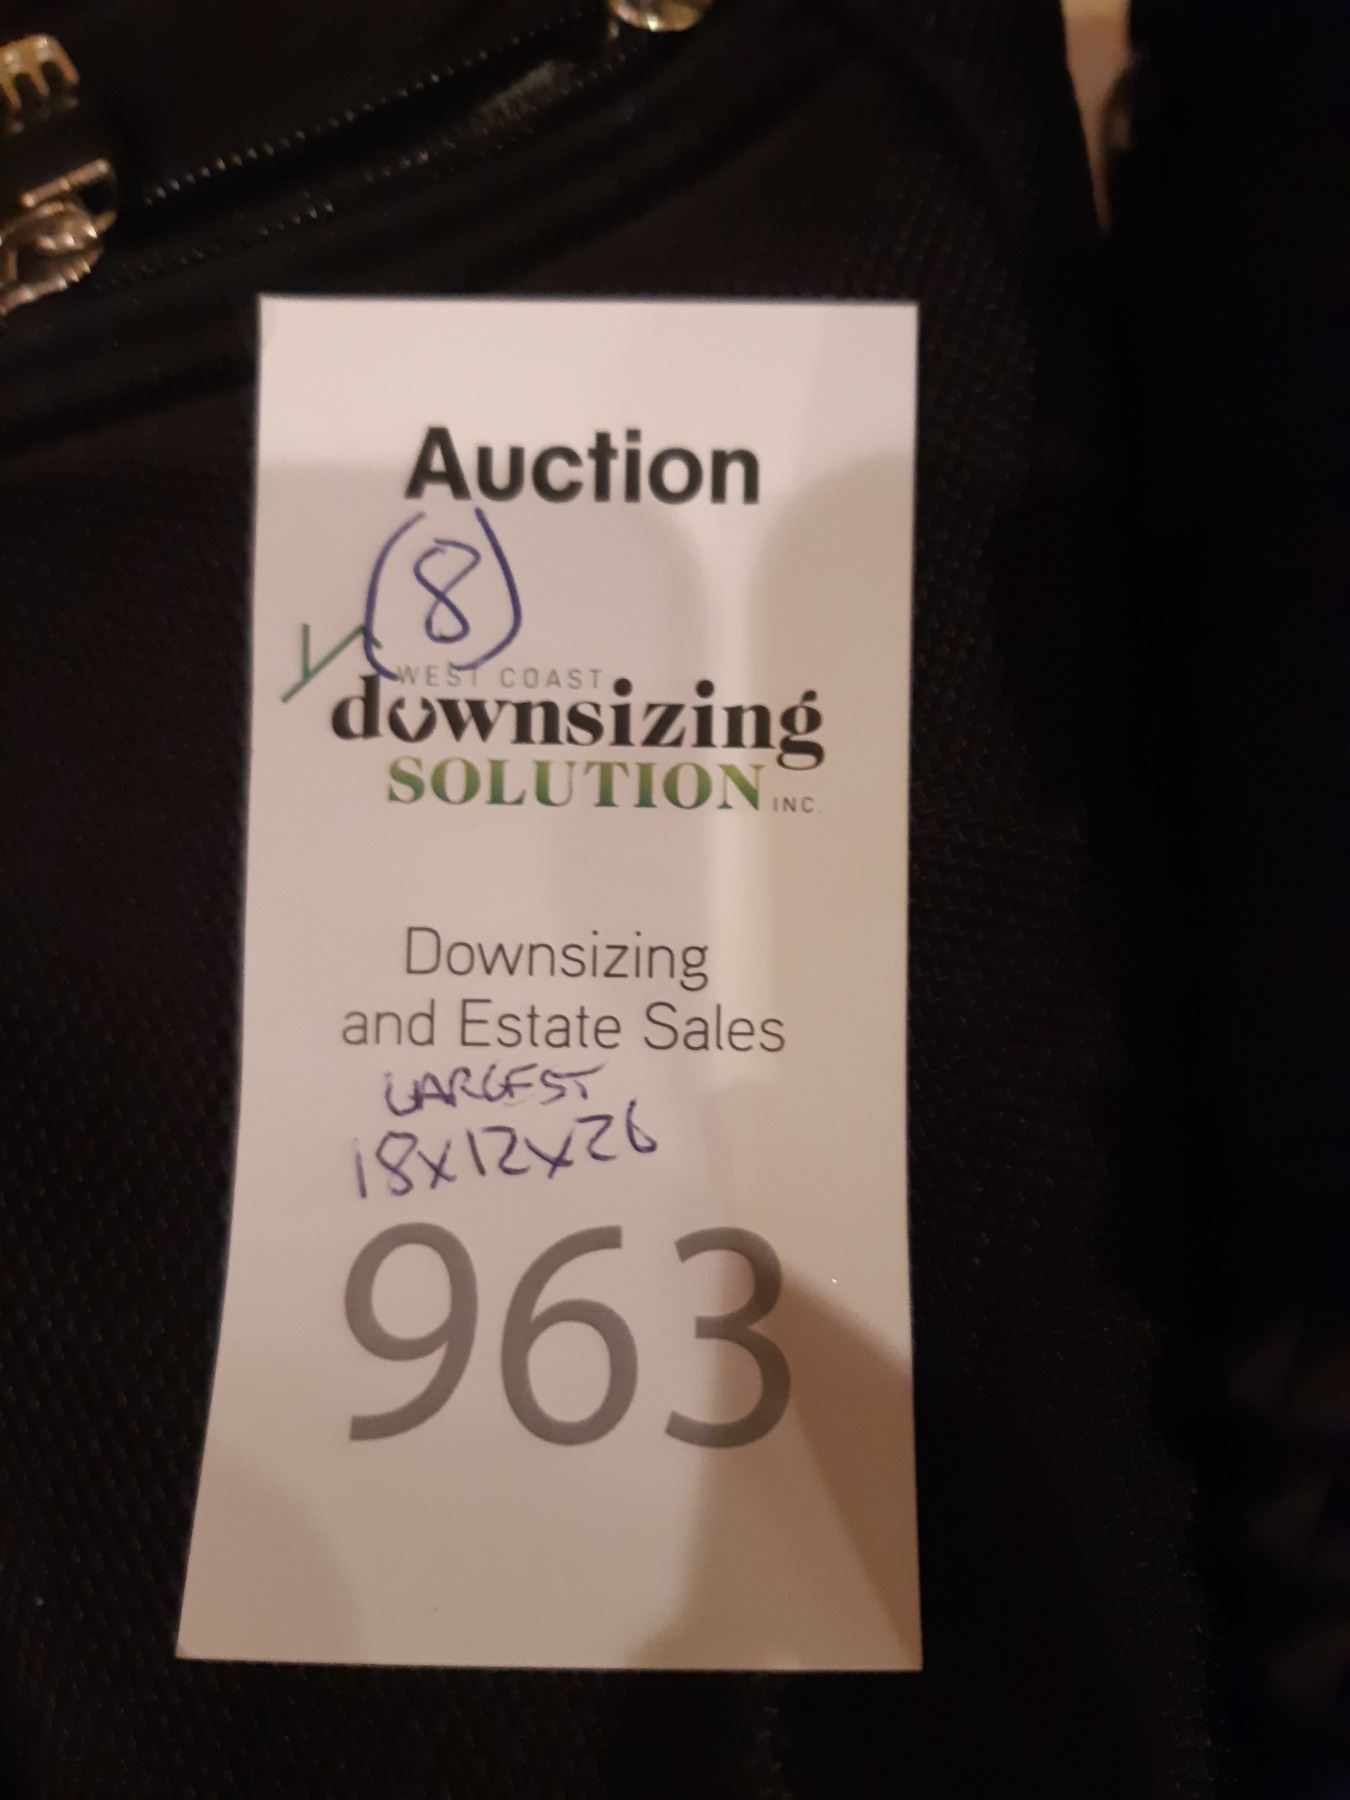 Auction
8
WEST COAST
downsizing
SOLUTION INC.
Downsizing
and Estate Sales
LARGEST
18x12x26
963